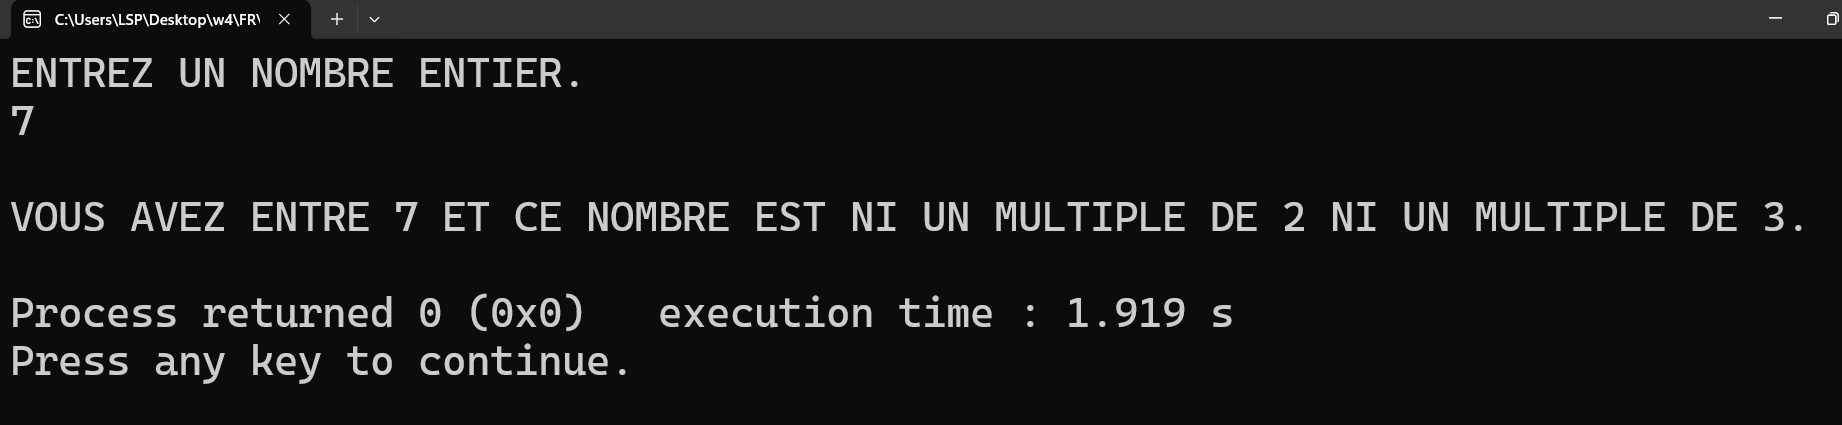 C:\Users\LSP\Desktop\w4\FR\
ENTREZ UN NOMBRE ENTIER.
7
VOUS AVEZ ENTRE 7 ET CE NOMBRE EST NI UN MULTIPLE DE 2 NI UN MULTIPLE DE 3.
Process returned 0 (0x0)   execution time : 1.919 s
Press any key to continue.